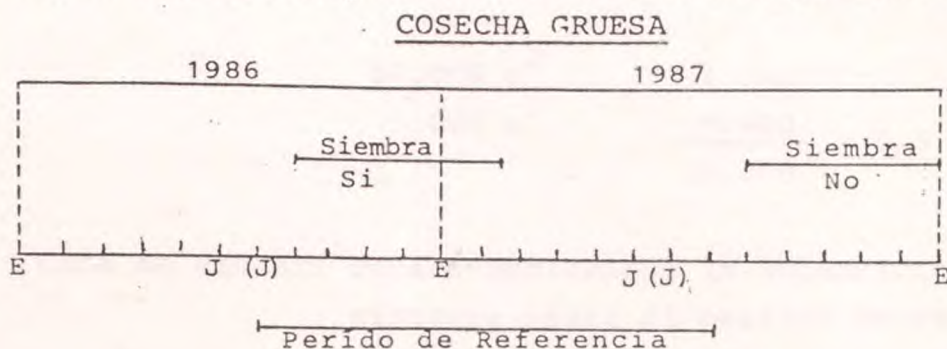 COSECHA GRUESA
1986 1987
Siembra Siembra
Si No
E J (J) E J (J) E
Perído de Referencia